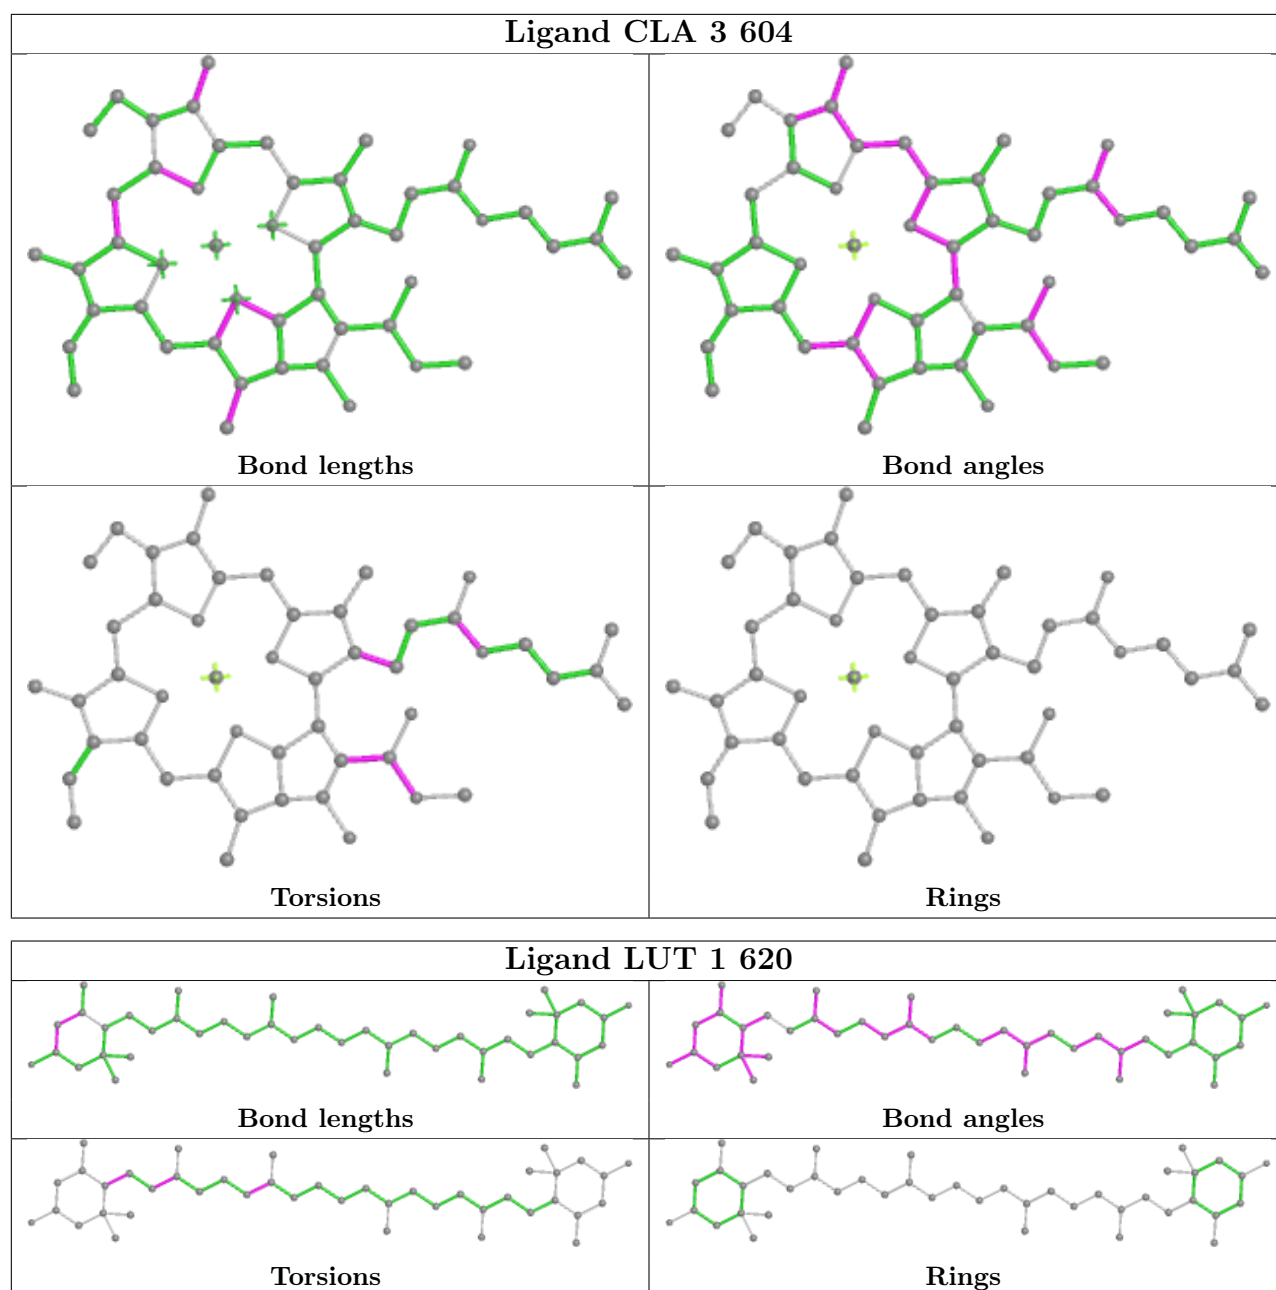 Ligand CLA 3 604
Bond lengths
Bond angles
Torsions
Rings
Ligand LUT 1 620
Bond lengths
Bond angles
Torsions
Rings